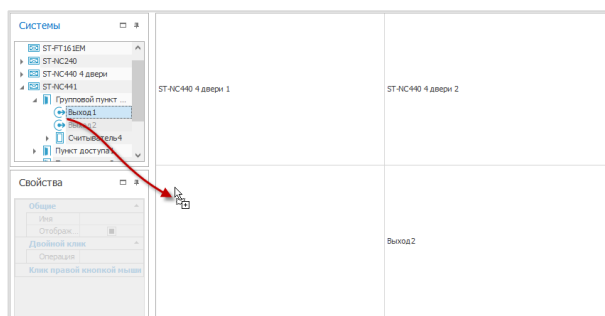 Системы
ST-FT161EM
ST-NC240
ST-NC440 4 двери
ST-NC441
Групповой пункт ...
Выход1
Выход2
Считыватель4
Пункт доступа1
Свойства
Общие
Имя
Отображ...
Двойной клик
Операция
Клик правой кнопкой мыши
ST-NC440 4 двери 1
ST-NC440 4 двери 2
Выход2